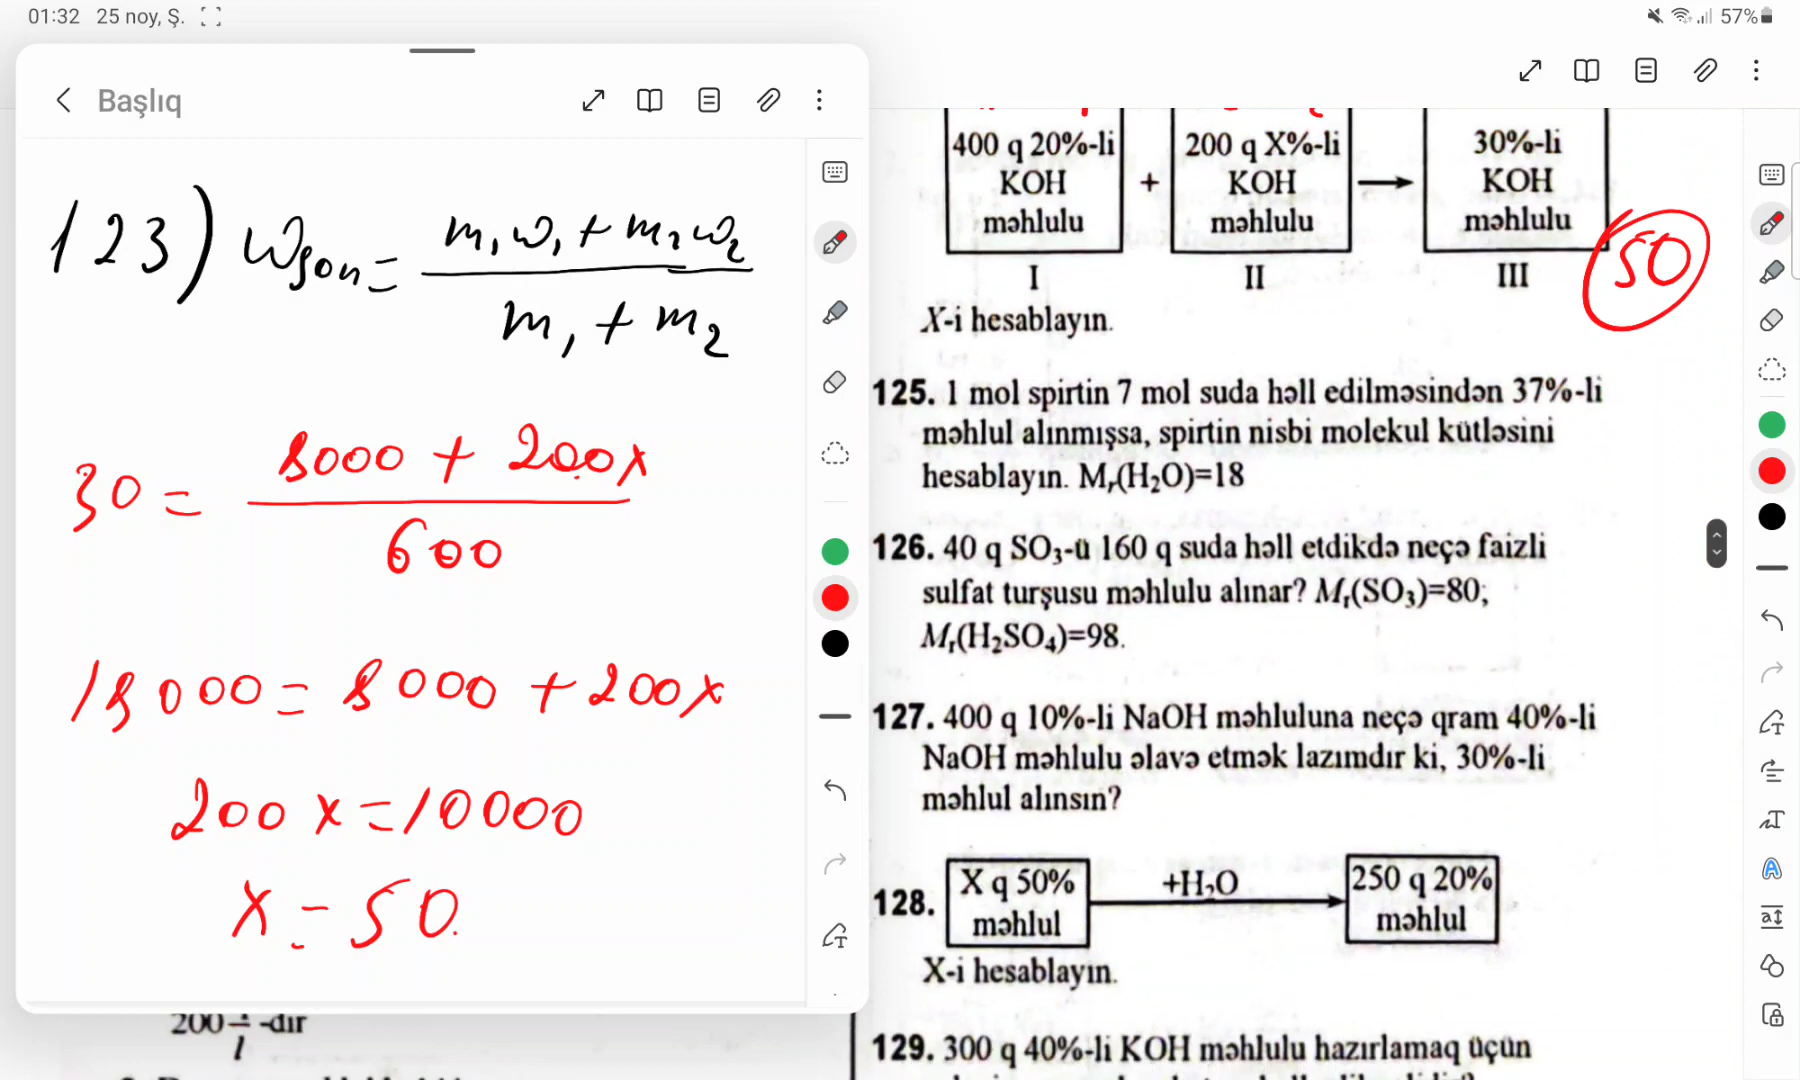 01:32 25 noy, Ş. 57%
Başlıq
123) Wson = m₁ω₁ + m₂ω₂
m₁ + m₂
30 = 8000 + 200x
600
18000 = 8000 + 200x
200x = 10000
x = 50.
200 -dır
l
400 q 20%-li
KOH
məhlulu
I
+
200 q X%-li
KOH
məhlulu
II
30%-li
KOH
məhlulu
III
50
X-i hesablayın.
125. 1 mol spirtin 7 mol suda həll edilməsindən 37%-li
məhlul alınmışsa, spirtin nisbi molekul kütləsini
hesablayın. Mᵣ(H₂O)=18
126. 40 q SO₃-ü 160 q suda həll etdikdə neçə faizli
sulfat turşusu məhlulu alınar? Mᵣ(SO₃)=80;
Mᵣ(H₂SO₄)=98.
127. 400 q 10%-li NaOH məhluluna neçə qram 40%-li
NaOH məhlulu əlavə etmək lazımdır ki, 30%-li
məhlul alınsın?
128. X q 50%
məhlul
+H₂O
250 q 20%
məhlul
X-i hesablayın.
129. 300 q 40%-li KOH məhlulu hazırlamaq üçün